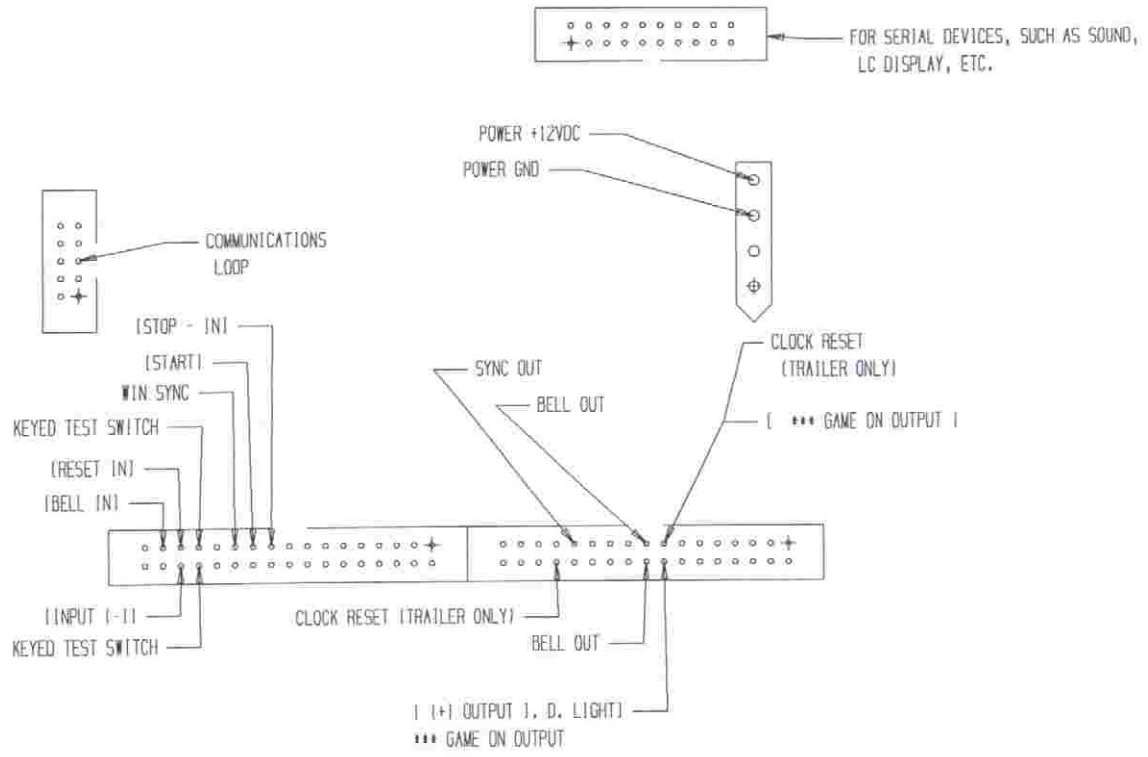 FOR SERIAL DEVICES, SUCH AS SOUND,
LC DISPLAY, ETC.
POWER +12VDC
POWER GND
COMMUNICATIONS
LOOP
[STOP - IN]
[START]
WIN SYNC
KEYED TEST SWITCH
[RESET IN]
[BELL IN]
SYNC OUT
BELL OUT
CLOCK RESET
(TRAILER ONLY)
[ *** GAME ON OUTPUT ]
[INPUT (-)]
KEYED TEST SWITCH
CLOCK RESET (TRAILER ONLY)
BELL OUT
[ (+) OUTPUT I. D. LIGHT]
*** GAME ON OUTPUT